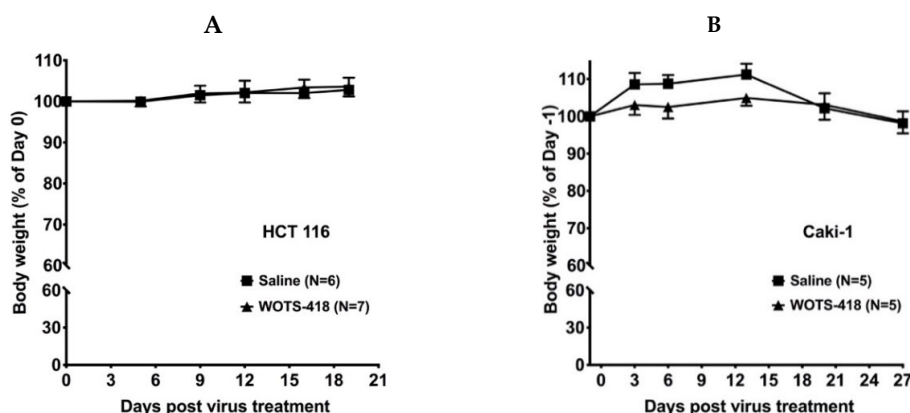 A
Body weight (% of Day 0)
110
100
90
80
70
60
60
30
0
HCT 116
Saline (N=6)
WOTS-418 (N=7)
0 3 6 9 12 15 18 21
Days post virus treatment
B
Body weight (% of Day -1)
110
100
90
80
70
60
60
30
0
Caki-1
Saline (N=5)
WOTS-418 (N=5)
0 3 6 9 12 15 18 21 24 27
Days post virus treatment